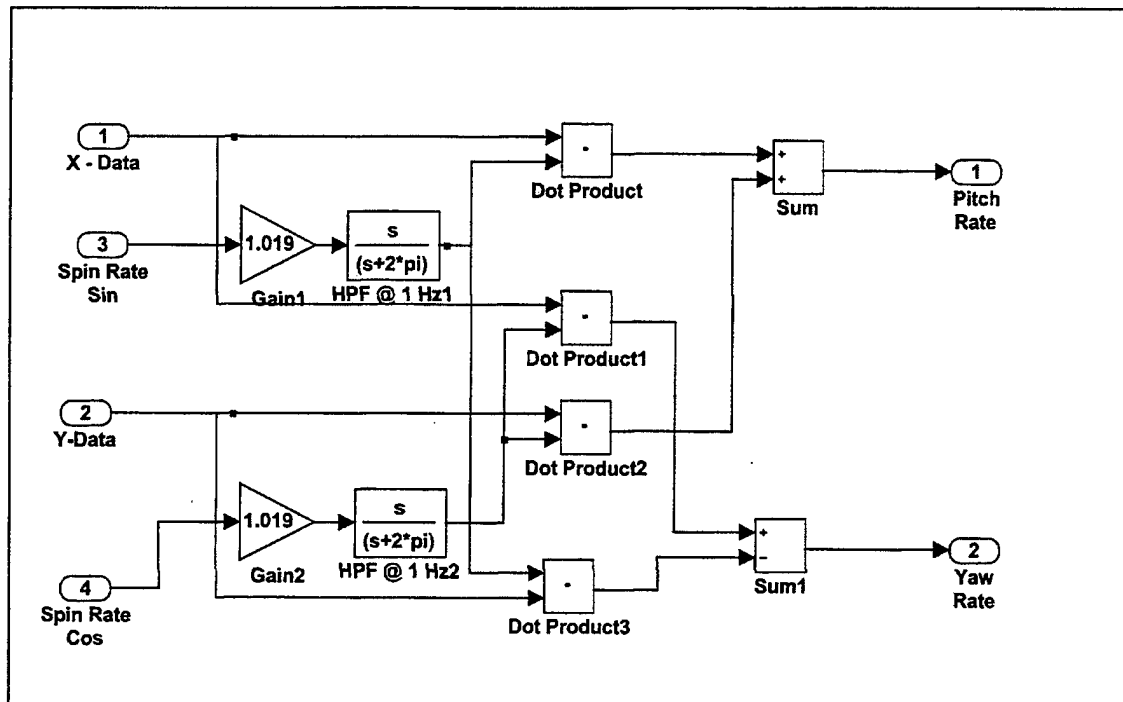 1
X - Data
3
Spin Rate
Sin
1.019
Gain1
s
(s+2*pi)
HPF @ 1 Hz1
Dot Product
+
+
Sum
1
Pitch
Rate
Dot Product1
2
Y-Data
Dot Product2
1.019
Gain2
s
(s+2*pi)
HPF @ 1 Hz2
4
Spin Rate
Cos
Dot Product3
+
−
Sum1
2
Yaw
Rate